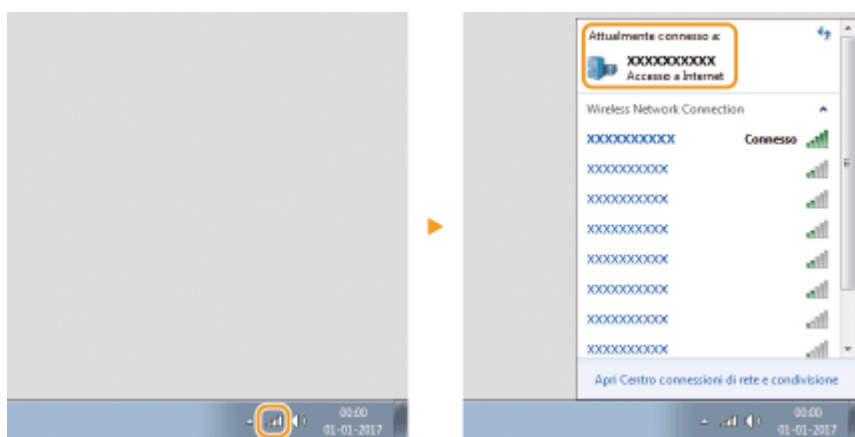 00:00
01-01-2017
Attualmente connesso a:
XXXXXXXXXX
Accesso a Internet
Wireless Network Connection
XXXXXXXXXX Connesso
XXXXXXXXXX
XXXXXXXXXX
XXXXXXXXXX
XXXXXXXXXX
XXXXXXXXXX
XXXXXXXXXX
XXXXXXXXXX
Apri Centro connessioni di rete e condivisione
00:00
01-01-2017